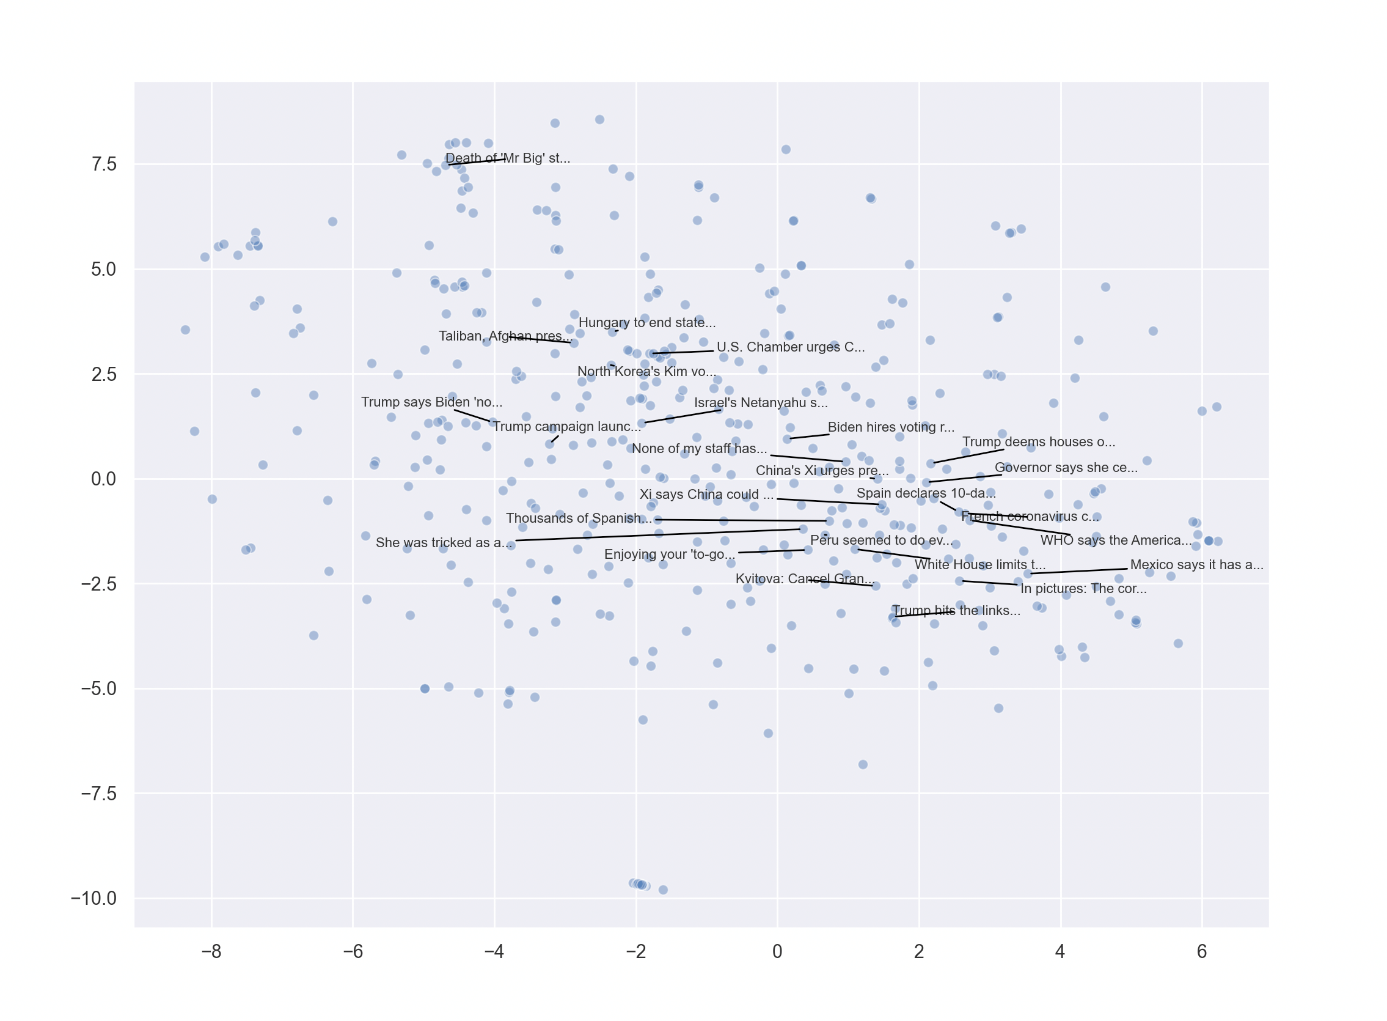 Death of 'Mr Big' st...
7.5
5.0
Hungary to end state...
Taliban, Afghan pres...
U.S. Chamber urges C...
North Korea's Kim vo...
2.5
Trump says Biden 'no...
Israel's Netanyahu s...
Trump campaign launc...
Biden hires voting r...
None of my staff has...
Trump deems houses o...
China's Xi urges pre...
Governor says she ce...
0.0
Xi says China could ...
Spain declares 10-da...
Thousands of Spanish...
French coronavirus c...
She was tricked as a...
Peru seemed to do ev...
WHO says the America...
Enjoying your 'to-go...
White House limits t...
Mexico says it has a...
Kvitova: Cancel Gran...
In pictures: The cor...
−2.5
Trump hits the links...
−5.0
−7.5
−10.0
−8 −6 −4 −2 0 2 4 6